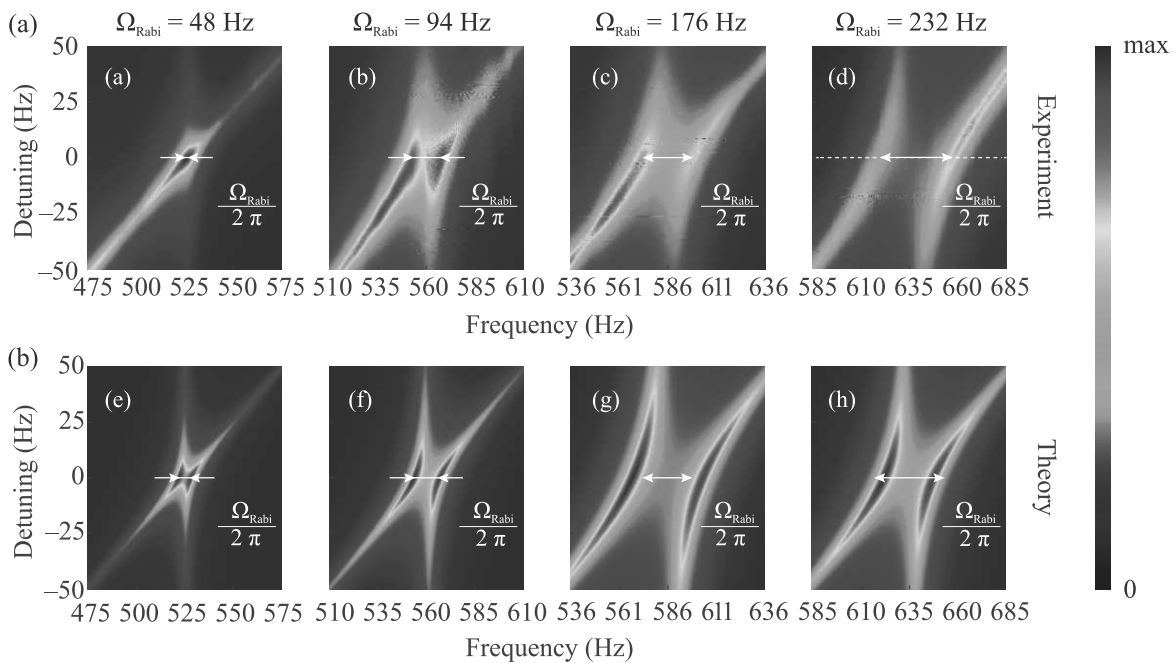 (a) Ω_Rabi = 48 Hz Ω_Rabi = 94 Hz Ω_Rabi = 176 Hz Ω_Rabi = 232 Hz
50 (a) (b) (c) (d) max
25
Detuning (Hz) 0 Experiment
−25 Ω_Rabi Ω_Rabi Ω_Rabi Ω_Rabi
2 π 2 π 2 π 2 π
−50
475 500 525 550 575 510 535 560 585 610 536 561 586 611 636 585 610 635 660 685
Frequency (Hz)
(b)
50 (e) (f) (g) (h)
25
Detuning (Hz) 0 Theory
−25 Ω_Rabi Ω_Rabi Ω_Rabi Ω_Rabi
2 π 2 π 2 π 2 π
−50 0
475 500 525 550 575 510 535 560 585 610 536 561 586 611 636 585 610 635 660 685
Frequency (Hz)